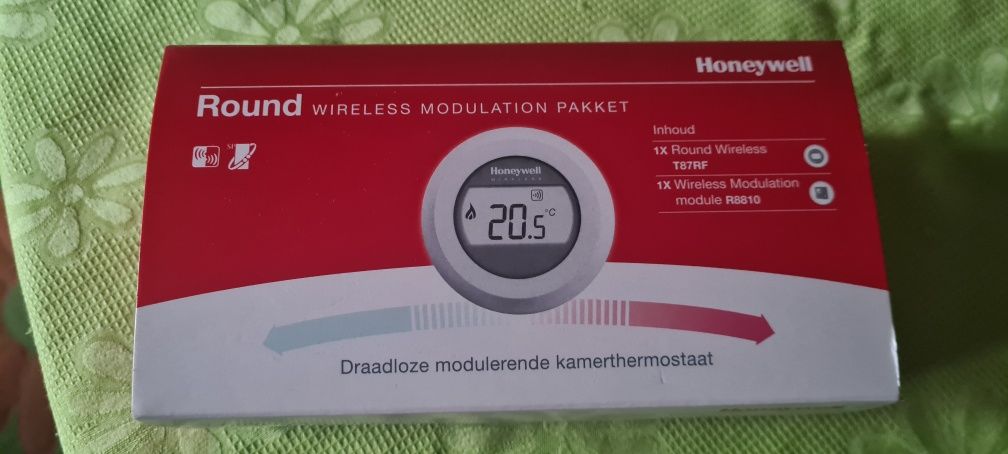 Honeywell
Round WIRELESS MODULATION PAKKET
Inhoud
1X Round Wireless
T87RF
1X Wireless Modulation
module R8810
Honeywell
WIRELESS
20.5 °C
Draadloze modulerende kamerthermostaat